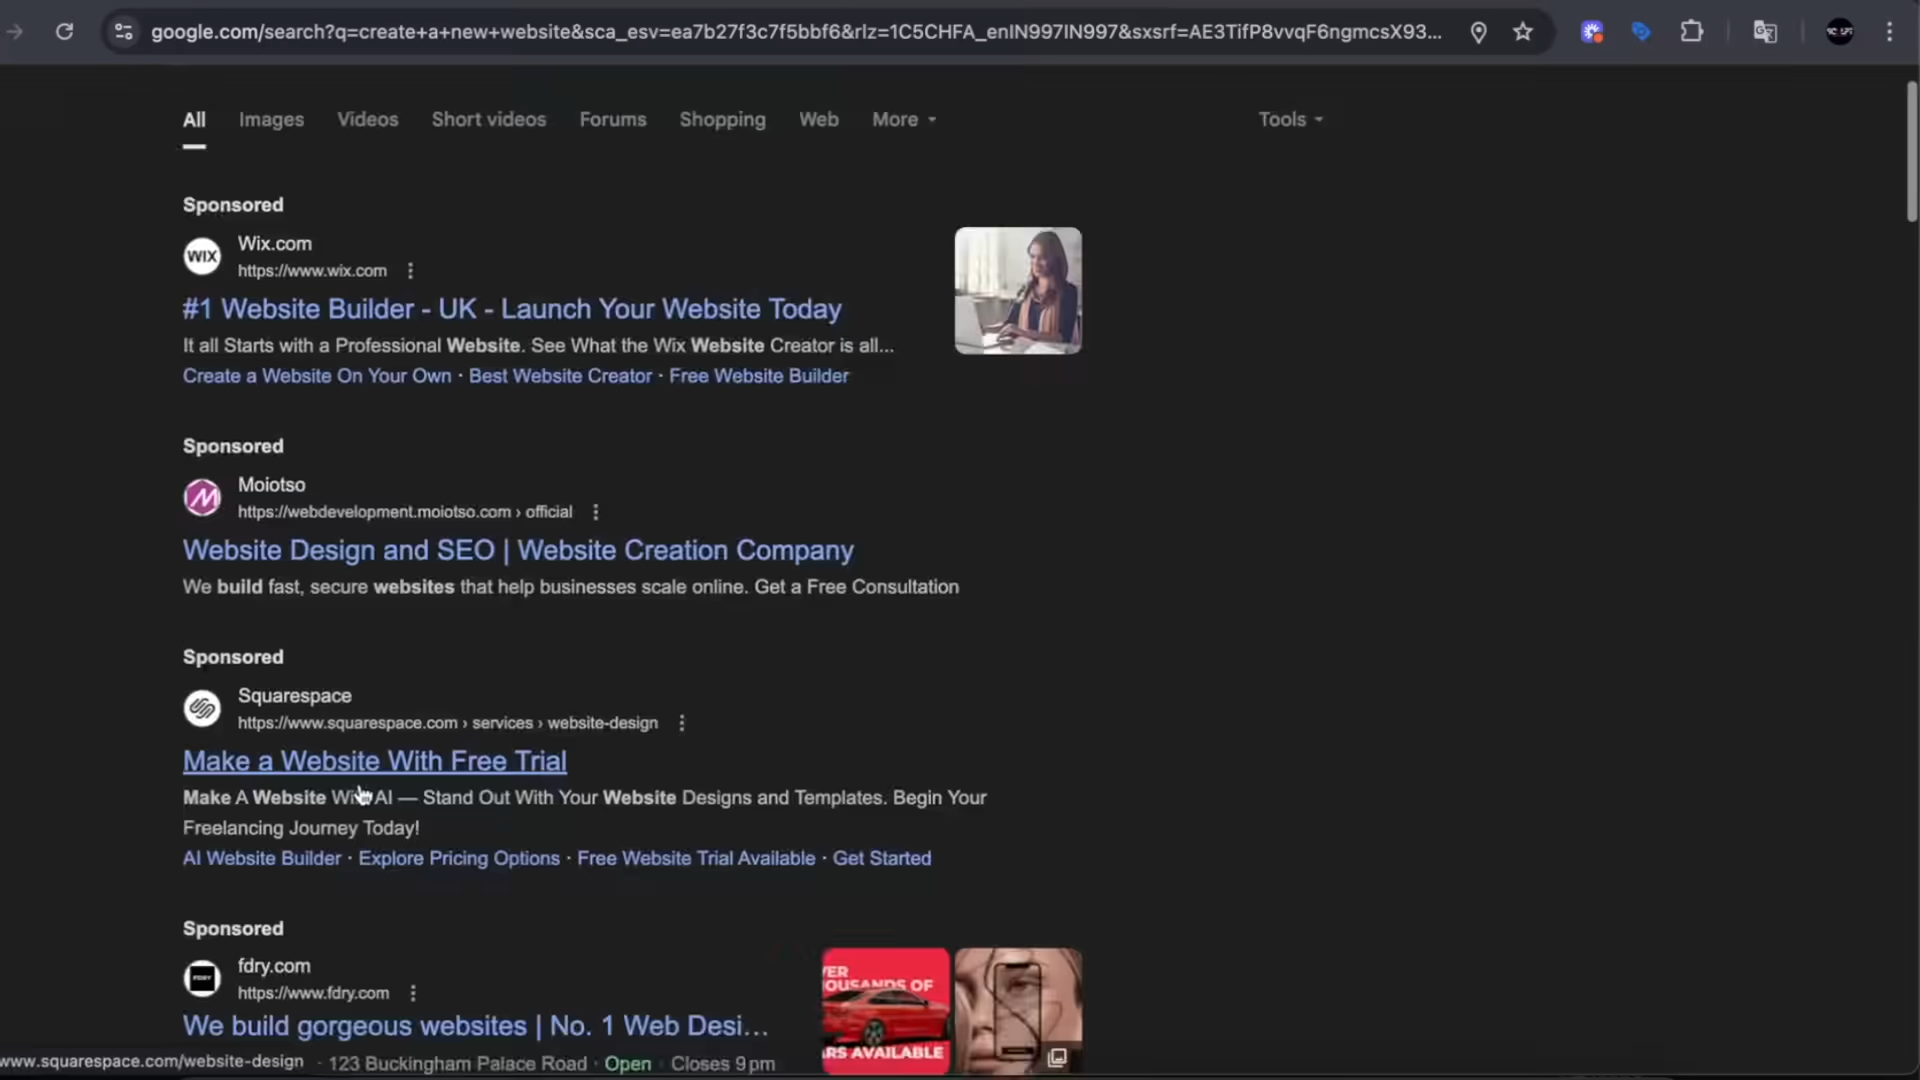 google.com/search?q=create+a+new+website&sca_esv=ea7b27f3c7f5bbf6&rlz=1C5CHFA_enIN997IN997&sxsrf=AE3TifP8vvqF6ngmcsX93...
All Images Videos Short videos Forums Shopping Web More Tools
Sponsored
WIX
Wix.com
https://www.wix.com
#1 Website Builder - UK - Launch Your Website Today
It all Starts with a Professional Website. See What the Wix Website Creator is all...
Create a Website On Your Own · Best Website Creator · Free Website Builder
Sponsored
Moiotso
https://webdevelopment.moiotso.com › official
Website Design and SEO | Website Creation Company
We build fast, secure websites that help businesses scale online. Get a Free Consultation
Sponsored
Squarespace
https://www.squarespace.com › services › website-design
Make a Website With Free Trial
Make A Website With AI — Stand Out With Your Website Designs and Templates. Begin Your
Freelancing Journey Today!
AI Website Builder · Explore Pricing Options · Free Website Trial Available · Get Started
Sponsored
fdry.com
https://www.fdry.com
We build gorgeous websites | No. 1 Web Desi...
VER
OUSANDS OF
RS AVAILABLE
www.squarespace.com/website-design · 123 Buckingham Palace Road · Open · Closes 9 pm